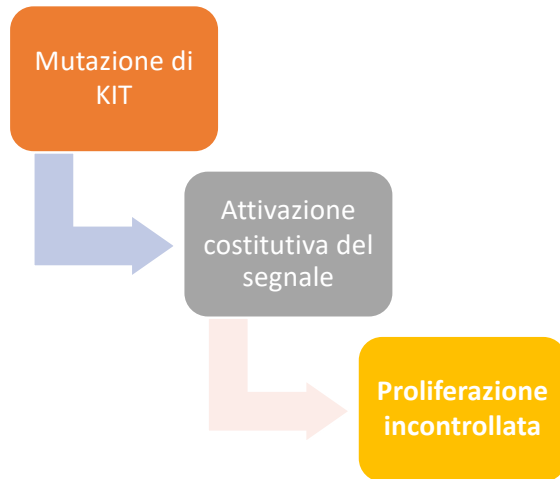 Mutazione di
KIT
Attivazione
costitutiva del
segnale
Proliferazione
incontrollata